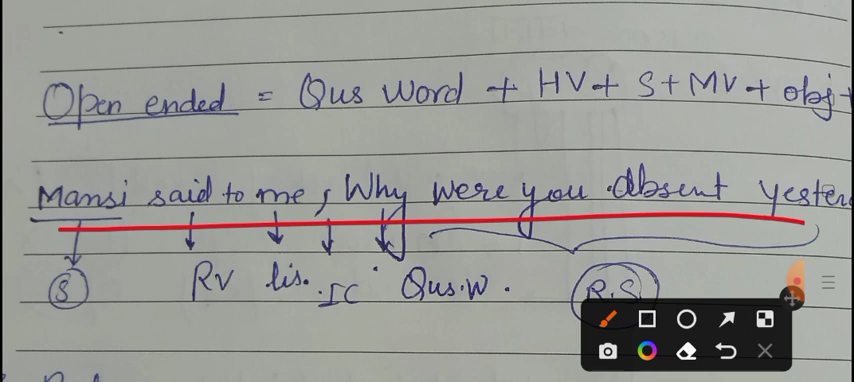 Open ended = Qus Word + HV + S + MV + obj +
Mansi said to me, Why were you absent
S RV lis. IC Qus.W. R.S